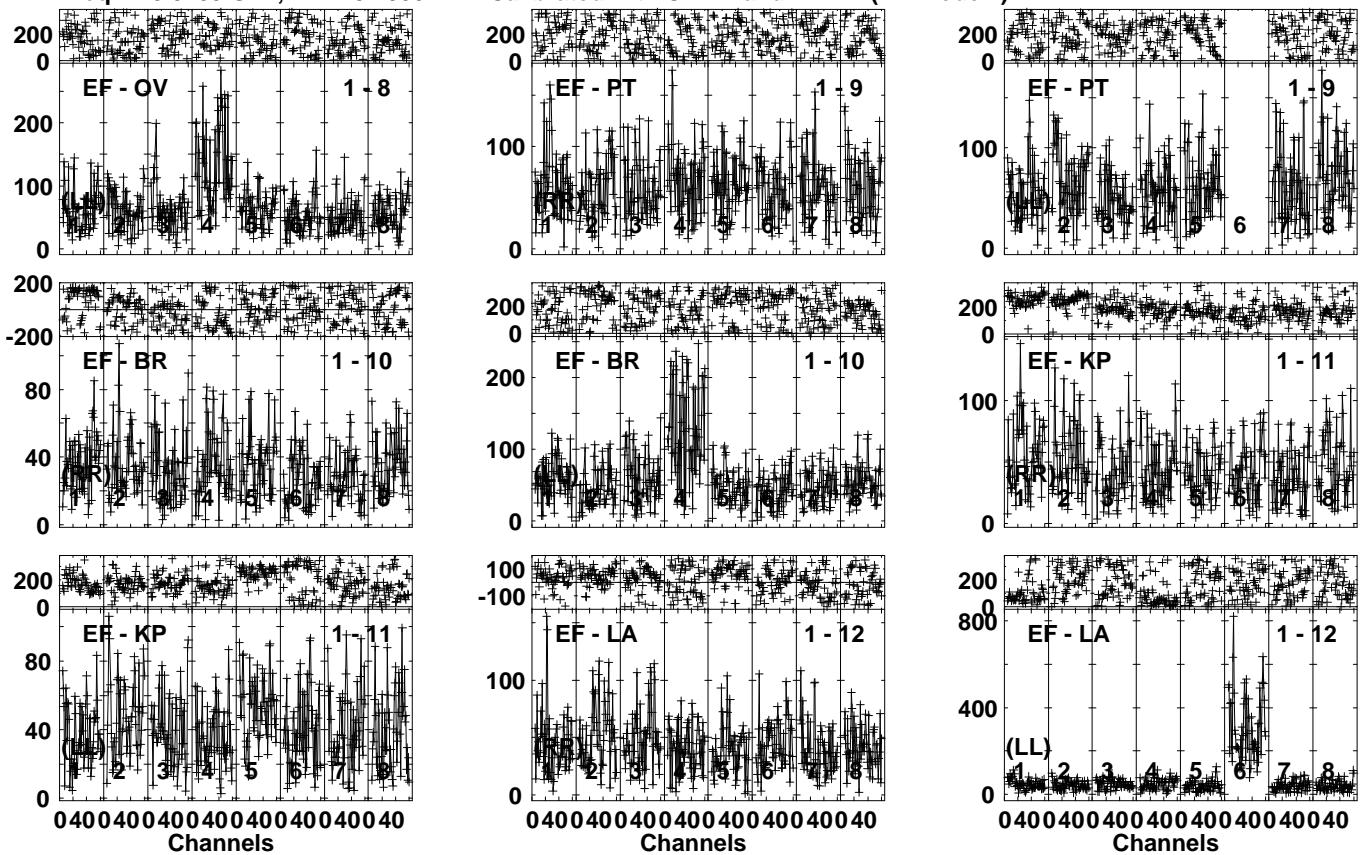 200
0
EF - OV 1 - 8
200
100
0
(LL)
1 2 3 4 5 6 7 8
200
0
EF - PT 1 - 9
100
0
(RR)
1 2 3 4 5 6 7 8
200
0
EF - PT 1 - 9
100
0
(LL)
1 2 3 4 5 6 7 8
200
-200
EF - BR 1 - 10
80
40
0
(RR)
1 2 3 4 5 6 7 8
200
0
EF - BR 1 - 10
200
100
0
(LL)
1 2 3 4 5 6 7 8
200
0
EF - KP 1 - 11
100
0
(RR)
1 2 3 4 5 6 7 8
200
0
EF - KP 1 - 11
80
40
0
(LL)
1 2 3 4 5 6 7 8
0 40 0 40 0 40 0 40 0 40 0 40 0 40 0 40
Channels
100
-100
EF - LA 1 - 12
100
0
(RR)
1 2 3 4 5 6 7 8
0 40 0 40 0 40 0 40 0 40 0 40 0 40 0 40
Channels
200
0
EF - LA 1 - 12
800
400
0
(LL)
1 2 3 4 5 6 7 8
0 40 0 40 0 40 0 40 0 40 0 40 0 40 0 40
Channels